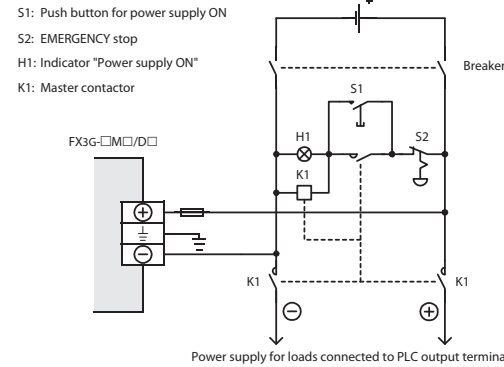 +
S1: Push button for power supply ON
S2: EMERGENCY stop
H1: Indicator "Power supply ON"
K1: Master contactor
Breaker
S1
FX3G-□M□/D□
H1
S2
K1
K1
K1
Power supply for loads connected to PLC output termina